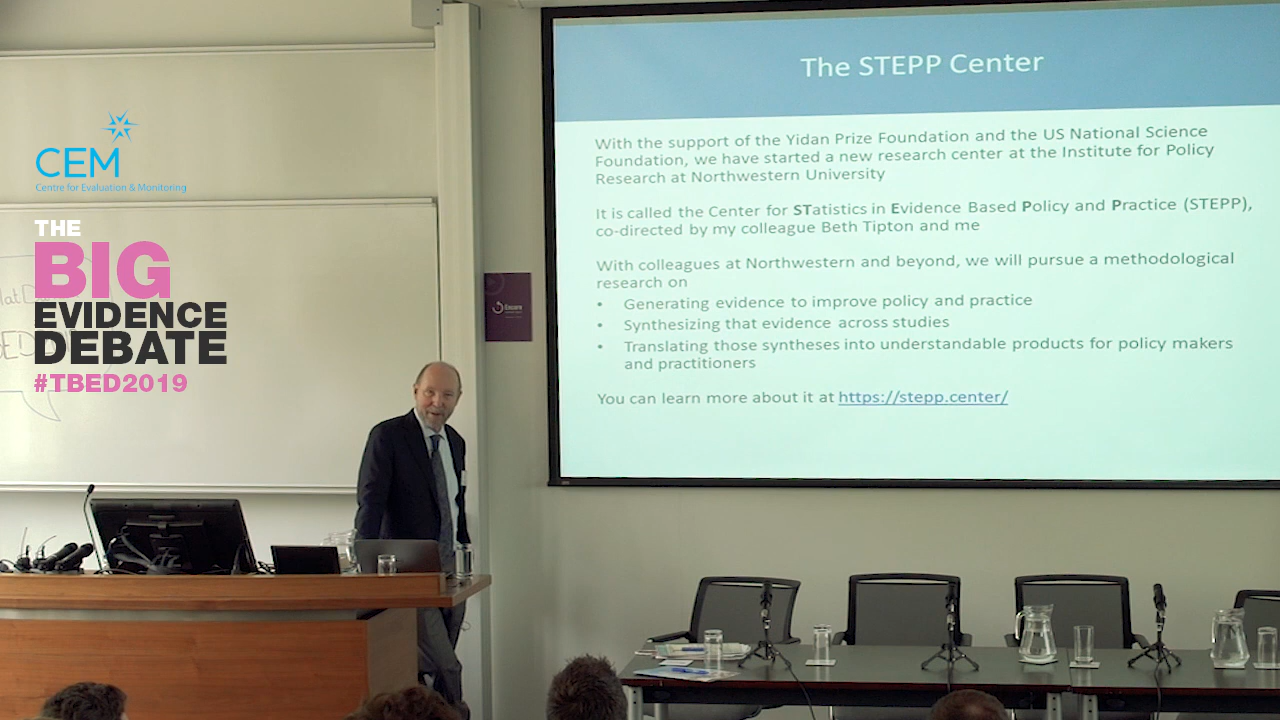 CEM
Centre for Evaluation & Monitoring
THE
BIG
EVIDENCE
DEBATE
#TBED2019
The STEPP Center
With the support of the Yidan Prize Foundation and the US National Science
Foundation, we have started a new research center at the Institute for Policy
Research at Northwestern University
It is called the Center for STatistics in Evidence Based Policy and Practice (STEPP),
co-directed by my colleague Beth Tipton and me
With colleagues at Northwestern and beyond, we will pursue a methodological
research on
• Generating evidence to improve policy and practice
• Synthesizing that evidence across studies
• Translating those syntheses into understandable products for policy makers
and practitioners
You can learn more about it at https://stepp.center/